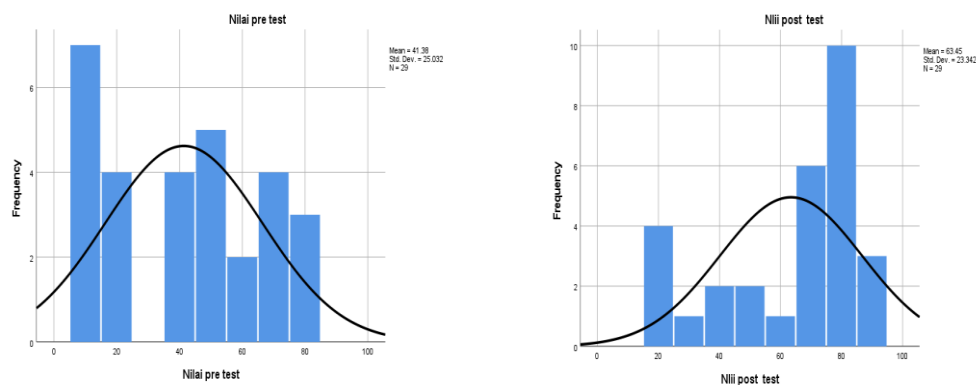 Nilai pre test
Mean = 41.38
Std. Dev. = 25.032
N = 29
Frequency
6
4
2
0
0
20
40
60
80
100
Nilai pre test
Nlii post test
Mean = 63.45
Std. Dev. = 23.342
N = 29
Frequency
10
8
6
4
2
0
0
20
40
60
80
100
Nlii post test